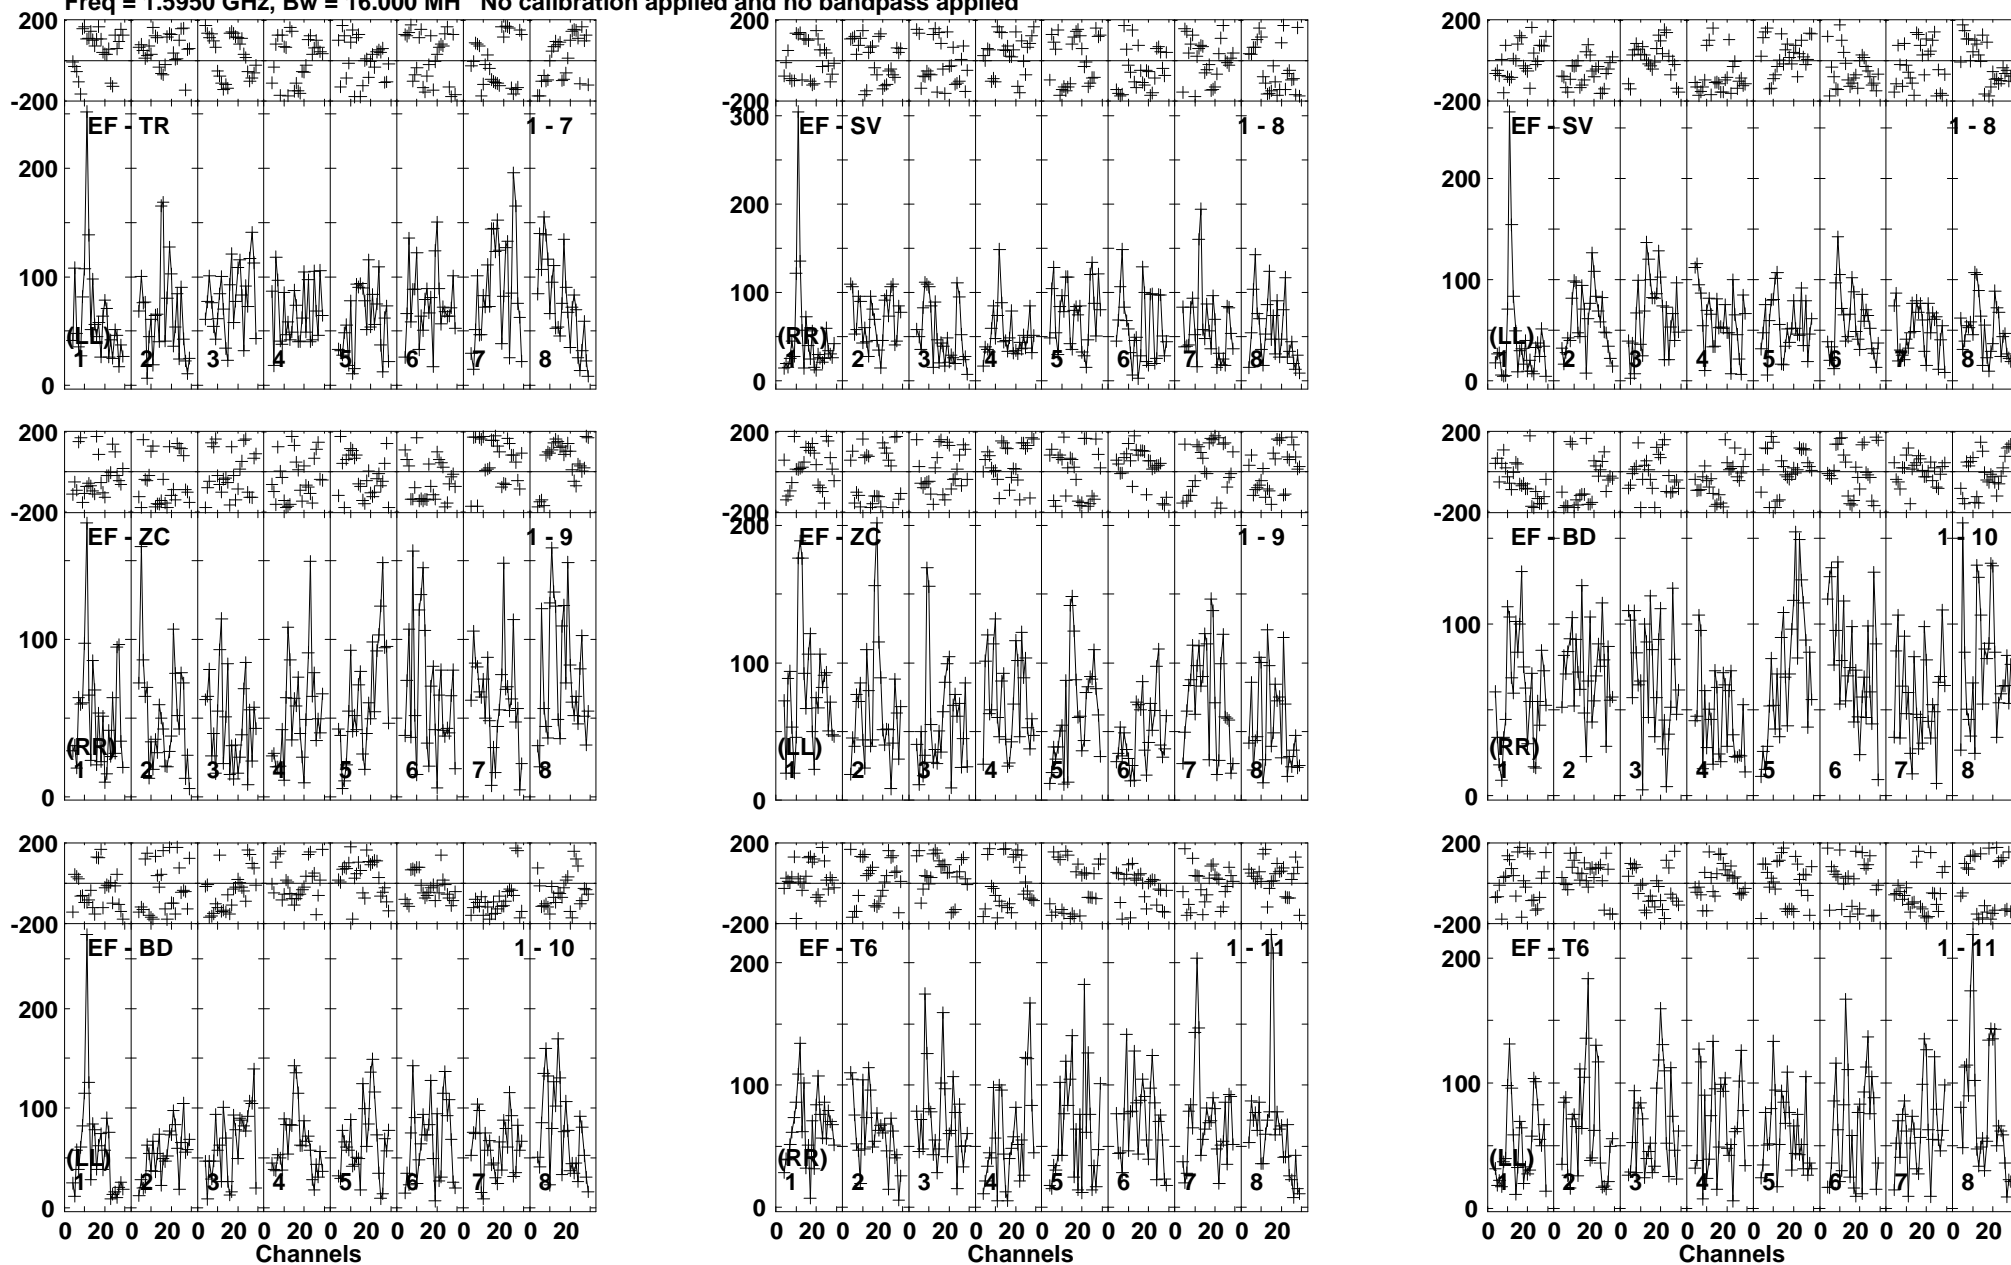 Freq = 1.5950 GHz, Bw = 16.000 MH No calibration applied and no bandpass applied
200 200 200
-200 -200 -200
EF - TR 1 - 7 300 EF - SV 1 - 8 EF - SV 1 - 8
200 200 200
100 100 100
(LL) (RR) (LL)
1 2 3 4 5 6 7 8 1 2 3 4 5 6 7 8 1 2 3 4 5 6 7 8
0 0 0
200 200 200
-200 -200 -200
EF - ZC 1 - 9 200 EF - ZC 1 - 9 EF - BD 1 - 10
100 100 100
(RR) (LL) (RR)
1 2 3 4 5 6 7 8 1 2 3 4 5 6 7 8 1 2 3 4 5 6 7 8
0 0 0
200 200 200
-200 -200 -200
EF - BD 1 - 10 EF - T6 1 - 11 EF - T6 1 - 11
200 200 200
100 100 100
(LL) (RR) (LL)
1 2 3 4 5 6 7 8 1 2 3 4 5 6 7 8 1 2 3 4 5 6 7 8
0 0 0
0 20 0 20 0 20 0 20 0 20 0 20 0 20 0 20 0 20 0 20 0 20 0 20 0 20 0 20 0 20 0 20 0 20 0 20 0 20 0 20 0 20 0 20 0 20 0 20
Channels Channels Channels